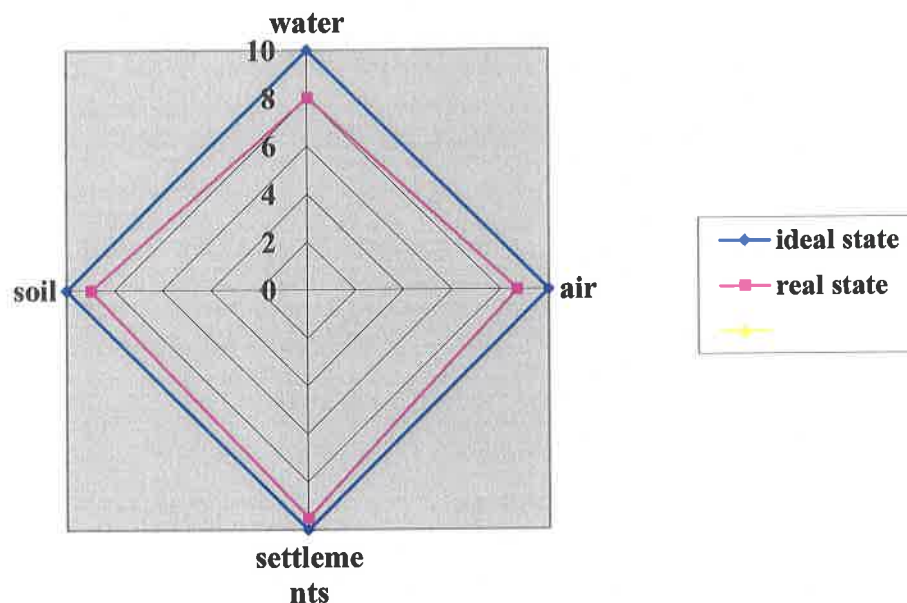 water
10
8
6
4
2
0
soil
air
settleme
nts
ideal state
real state